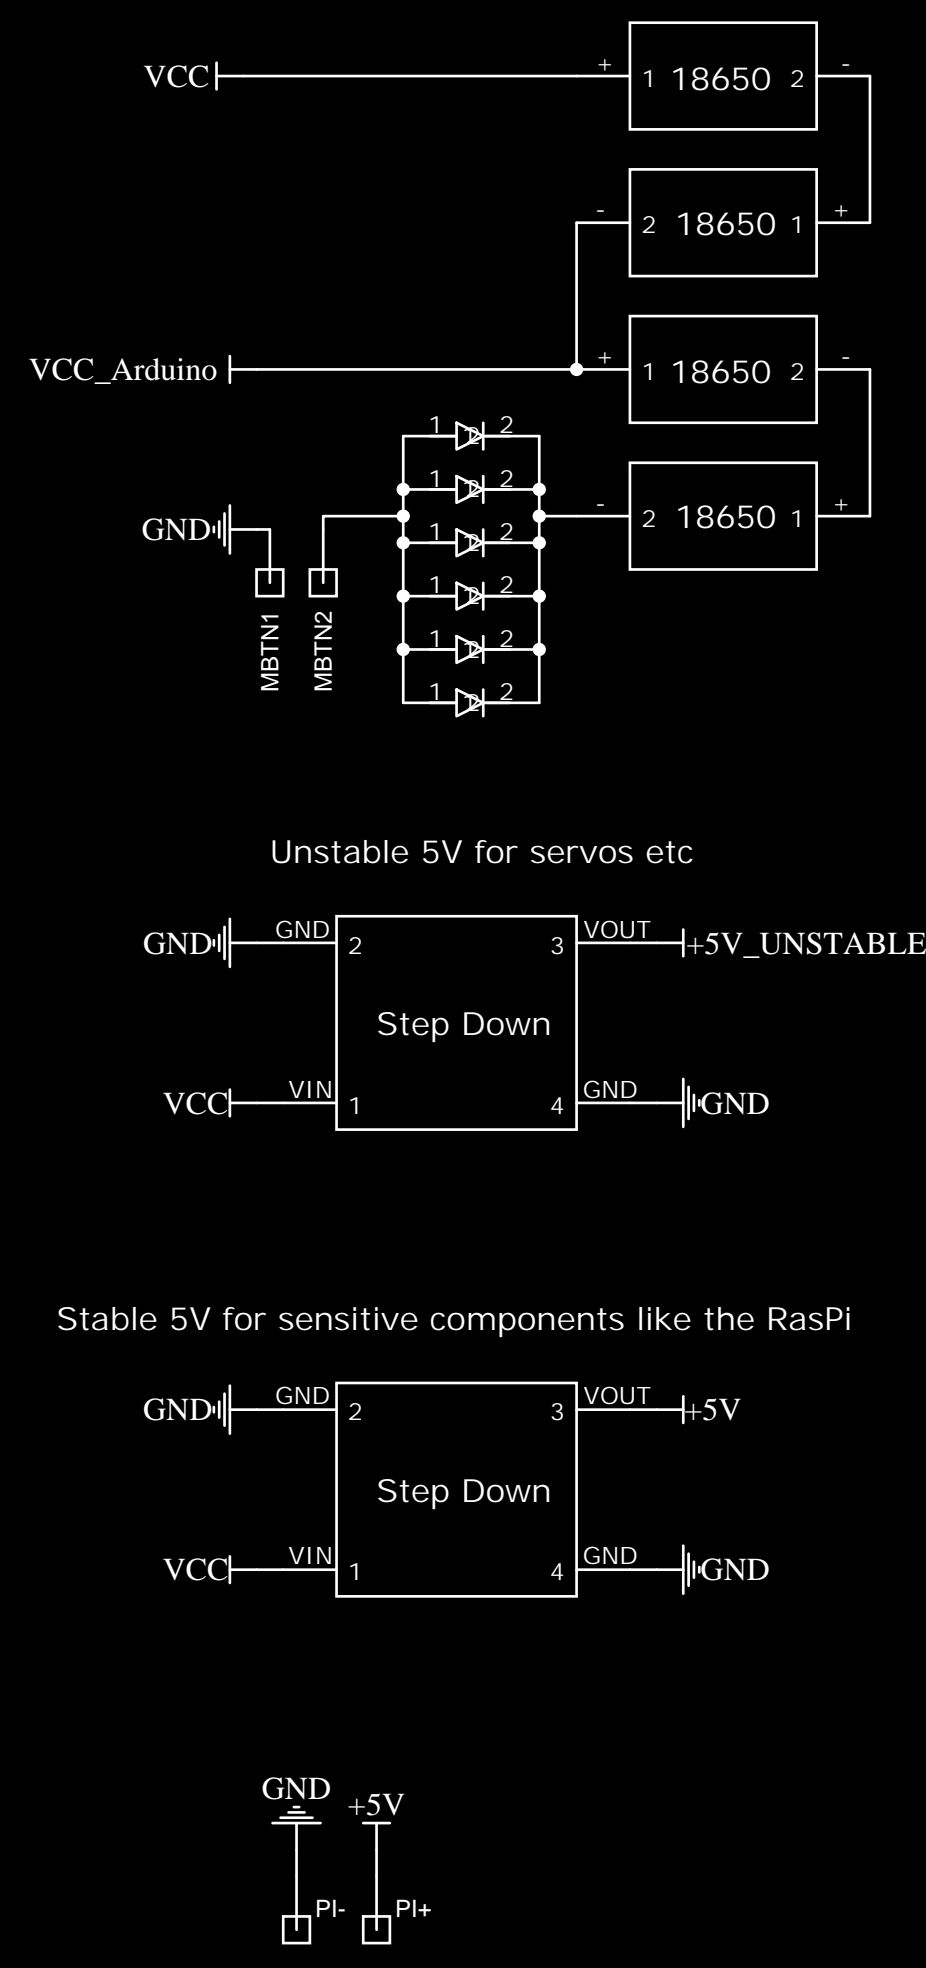 VCC + 1 18650 2 -
- 2 18650 1 +
VCC_Arduino + 1 18650 2 -
1 2
1 2
- 2 18650 1 +
GND
1 2
1 2
MBTN1 MBTN2
1 2
1 2
Unstable 5V for servos etc
GND GND 2 3 VOUT +5V_UNSTABLE
Step Down
VCC VIN 1 4 GND GND
Stable 5V for sensitive components like the RasPi
GND GND 2 3 VOUT +5V
Step Down
VCC VIN 1 4 GND GND
GND +5V
PI- PI+